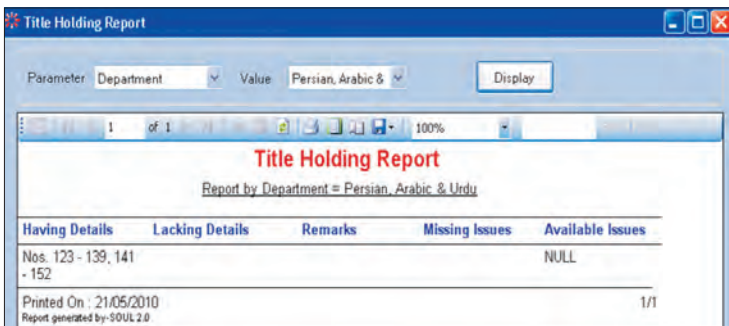 Title Holding Report
Parameter Department Value Persian, Arabic & Display
1 of 1 100%
Title Holding Report
Report by Department = Persian, Arabic & Urdu
Having Details Lacking Details Remarks Missing Issues Available Issues
Nos. 123 - 139, 141 NULL
- 152
Printed On : 21/05/2010 1/1
Report generated by-SOUL 2.0